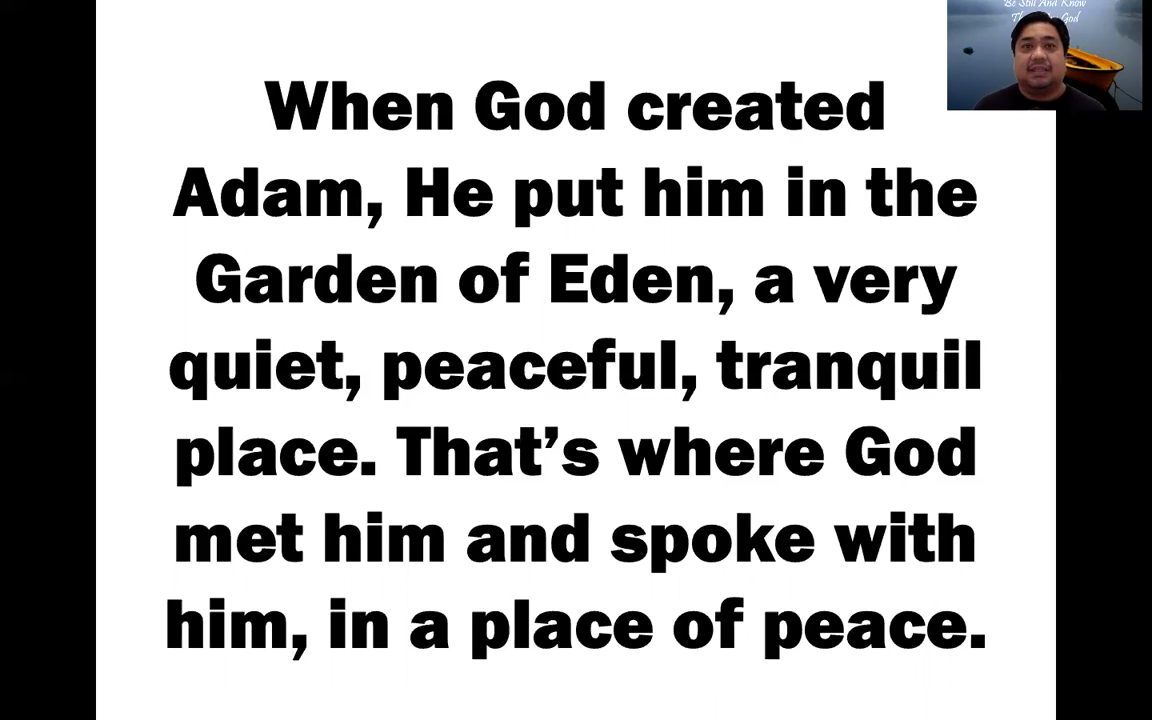 Be Still And Know
God
When God created
Adam, He put him in the
Garden of Eden, a very
quiet, peaceful, tranquil
place. That’s where God
met him and spoke with
him, in a place of peace.